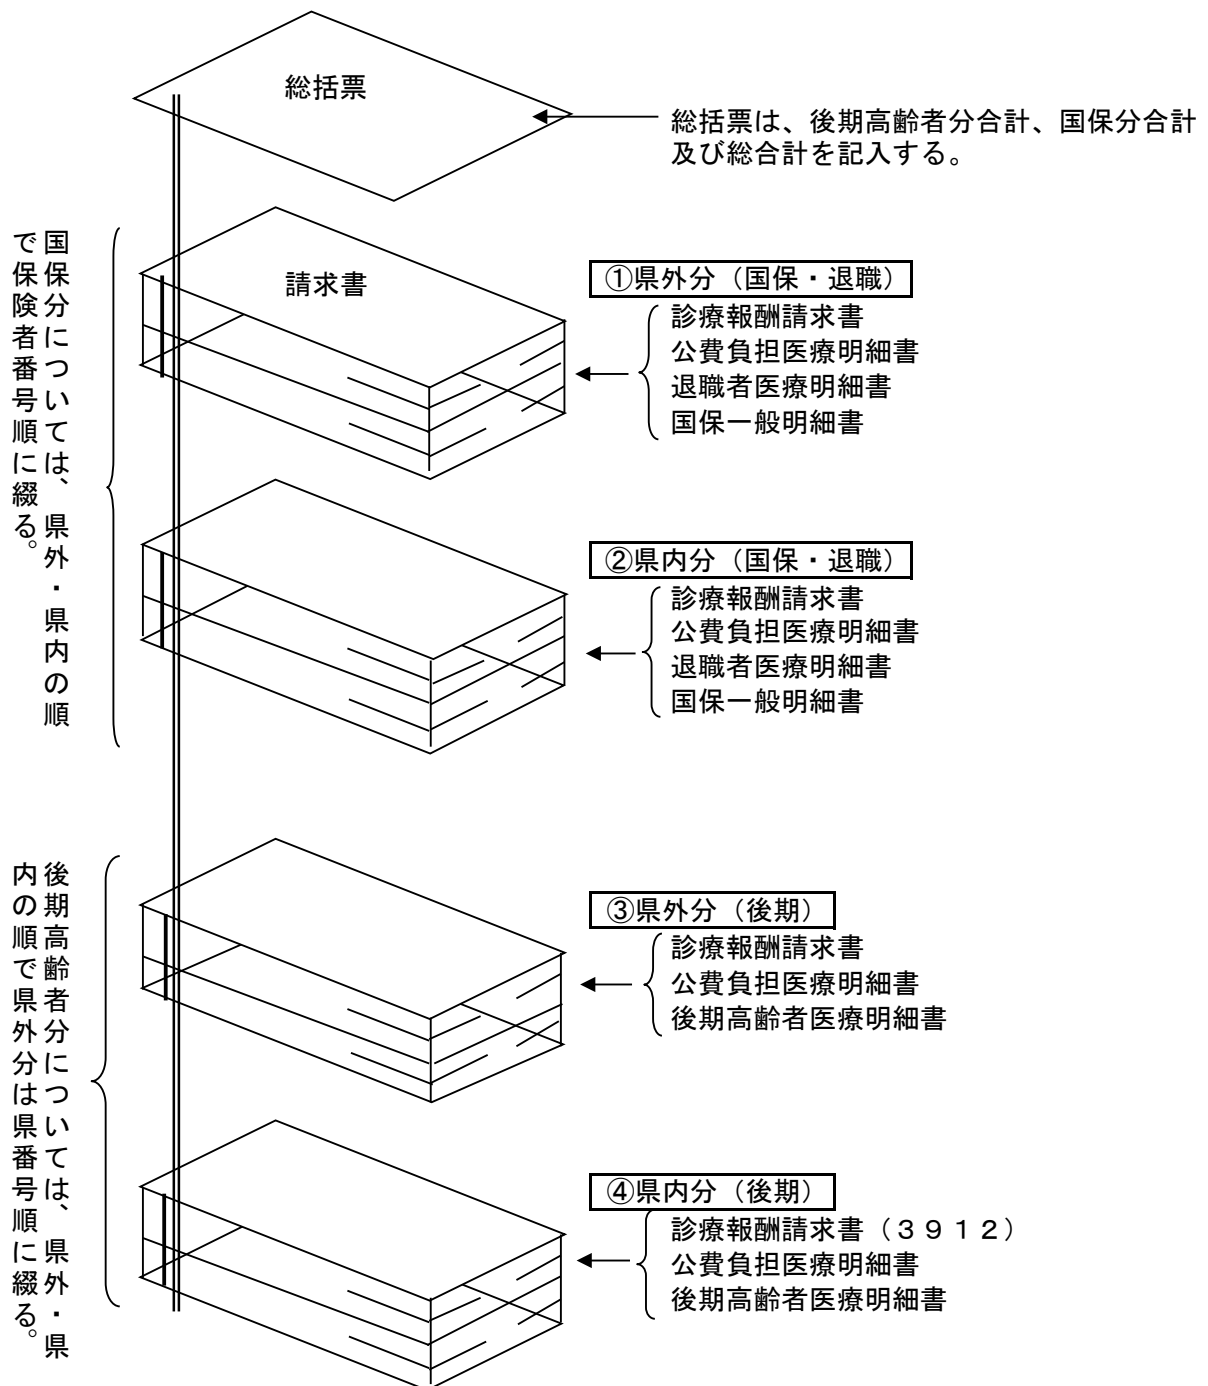 総括票
総括票は、後期高齢者分合計、国保分合計
及び総合計を記入する。
国保分については、県外・県内の順
で保険者番号順に綴る。
請求書
①県外分（国保・退職）
診療報酬請求書
公費負担医療明細書
退職者医療明細書
国保一般明細書
②県内分（国保・退職）
診療報酬請求書
公費負担医療明細書
退職者医療明細書
国保一般明細書
後期高齢者分については、県外・県
内の順で県外分は県番号順に綴る。
③県外分（後期）
診療報酬請求書
公費負担医療明細書
後期高齢者医療明細書
④県内分（後期）
診療報酬請求書（３９１２）
公費負担医療明細書
後期高齢者医療明細書